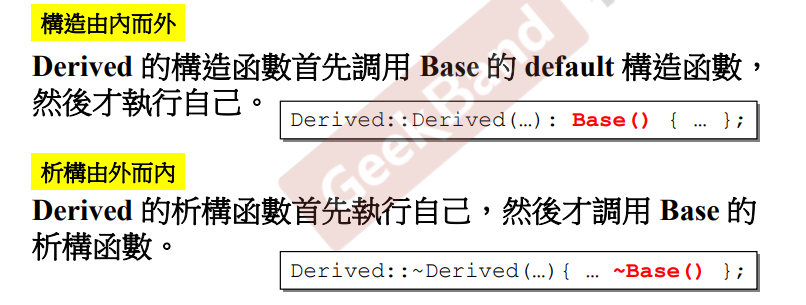 構造由內而外
Derived 的構造函數首先調用 Base 的 default 構造函數，
然後才執行自己。
Derived::Derived(…): Base() { … };
析構由外而內
Derived 的析構函數首先執行自己，然後才調用 Base 的
析構函數。
Derived::~Derived(…){ … ~Base() };
GeekBand